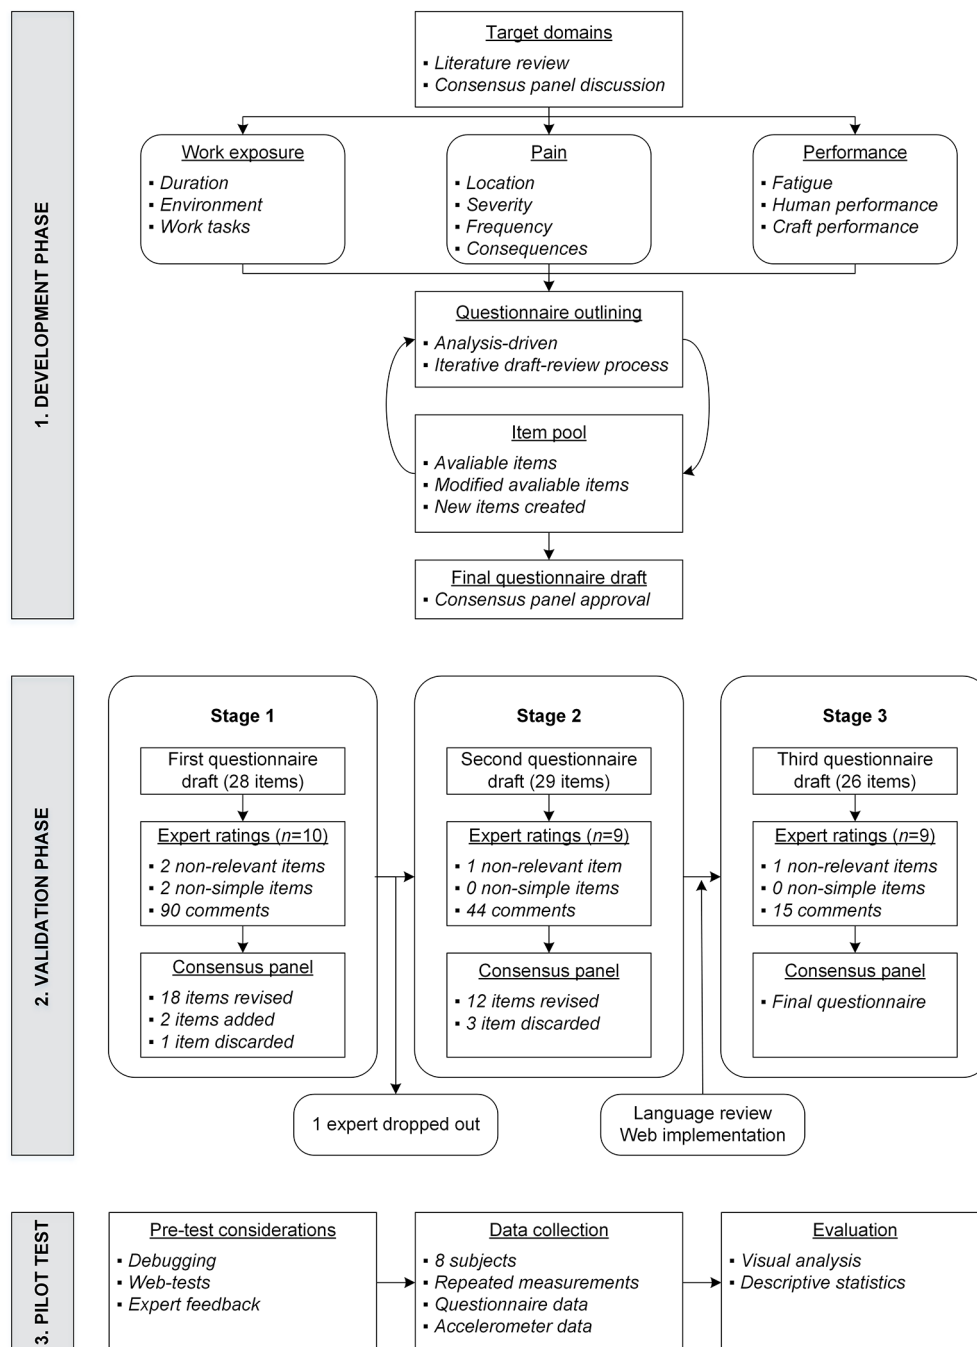 1. DEVELOPMENT PHASE
Target domains
▪ Literature review
▪ Consensus panel discussion
Work exposure
▪ Duration
▪ Environment
▪ Work tasks
Pain
▪ Location
▪ Severity
▪ Frequency
▪ Consequences
Performance
▪ Fatigue
▪ Human performance
▪ Craft performance
Questionnaire outlining
▪ Analysis-driven
▪ Iterative draft-review process
Item pool
▪ Avaliable items
▪ Modified avaliable items
▪ New items created
Final questionnaire draft
▪ Consensus panel approval
2. VALIDATION PHASE
Stage 1
First questionnaire
draft (28 items)
Expert ratings (n=10)
▪ 2 non-relevant items
▪ 2 non-simple items
▪ 90 comments
Consensus panel
▪ 18 items revised
▪ 2 items added
▪ 1 item discarded
1 expert dropped out
Stage 2
Second questionnaire
draft (29 items)
Expert ratings (n=9)
▪ 1 non-relevant item
▪ 0 non-simple items
▪ 44 comments
Consensus panel
▪ 12 items revised
▪ 3 item discarded
Language review
Web implementation
Stage 3
Third questionnaire
draft (26 items)
Expert ratings (n=9)
▪ 1 non-relevant items
▪ 0 non-simple items
▪ 15 comments
Consensus panel
▪ Final questionnaire
3. PILOT TEST
Pre-test considerations
▪ Debugging
▪ Web-tests
▪ Expert feedback
Data collection
▪ 8 subjects
▪ Repeated measurements
▪ Questionnaire data
▪ Accelerometer data
Evaluation
▪ Visual analysis
▪ Descriptive statistics